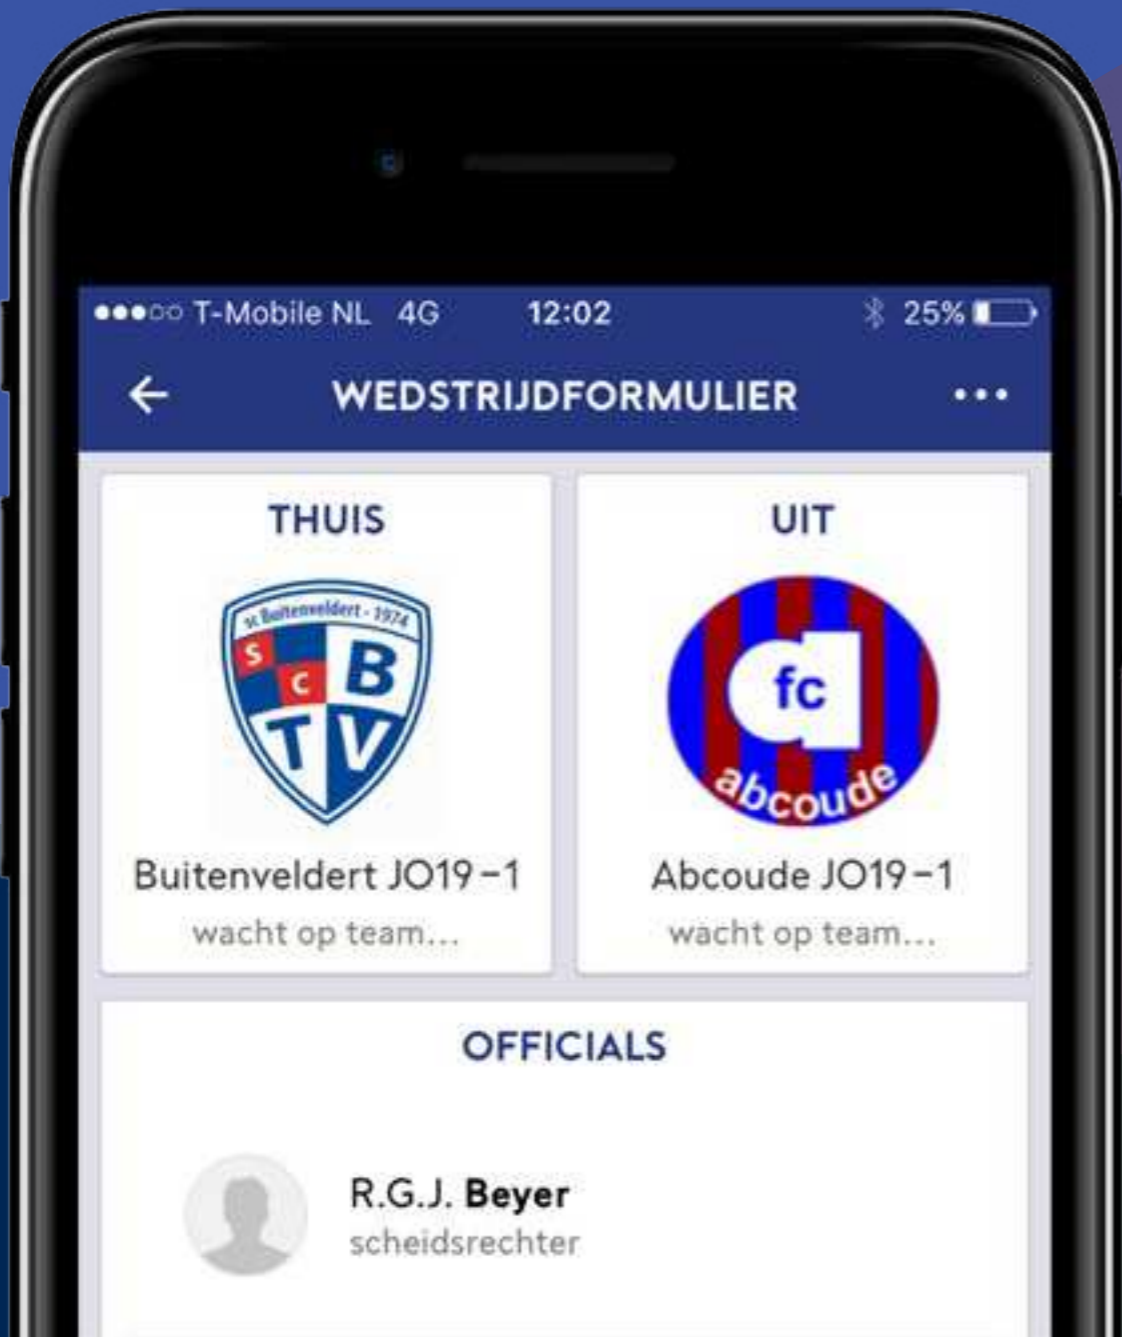 T-Mobile NL 4G 12:02 25%
WEDSTRIJDFORMULIER
THUIS
sc Buitenveldert - 1974
S
C
B
T V
Buitenveldert JO19-1
wacht op team...
UIT
fc
a
abcoude
Abcoude JO19-1
wacht op team...
OFFICIALS
R.G.J. Beyer
scheidsrechter